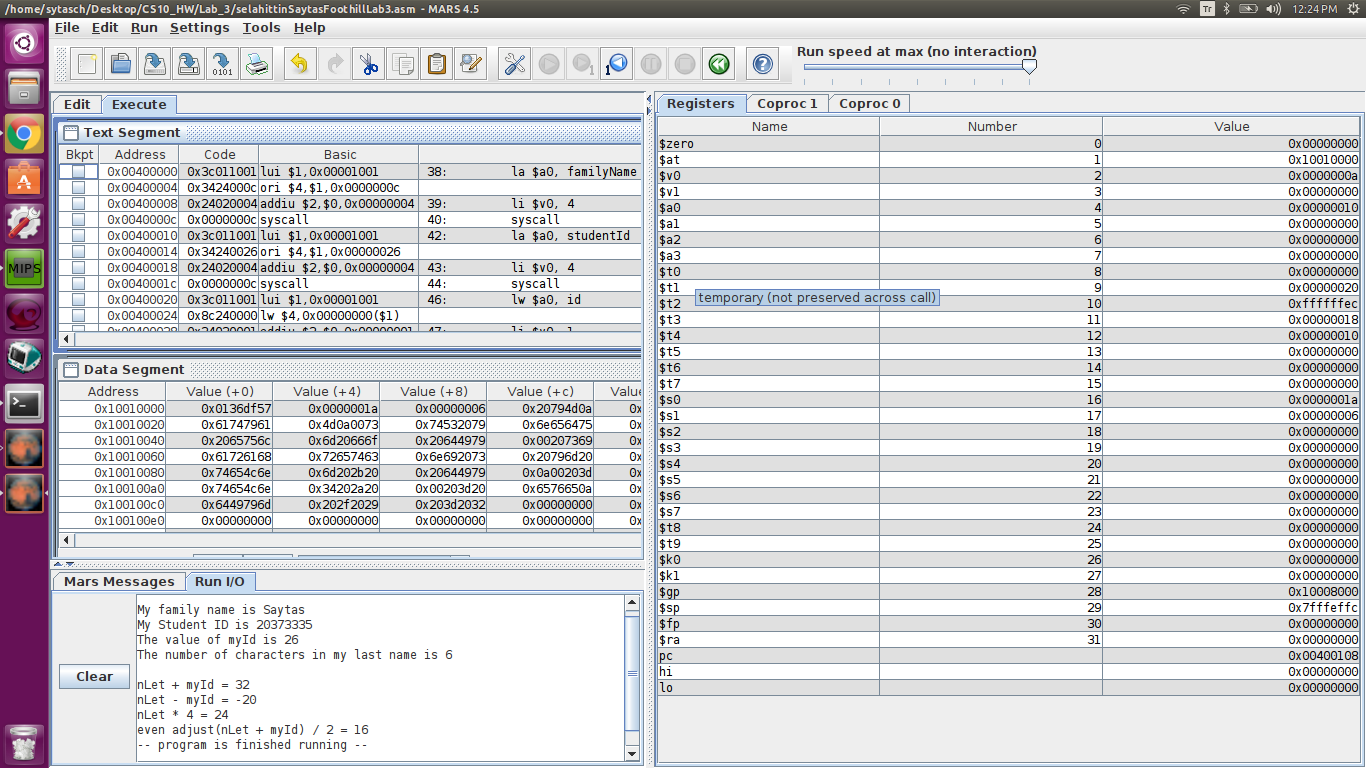 /home/sytasch/Desktop/CS10_HW/Lab_3/selahittinSaytasFoothillLab3.asm - MARS 4.5
Tr
12:24 PM
File Edit Run Settings Tools Help
Run speed at max (no interaction)
Edit Execute
Text Segment
Bkpt Address Code Basic
0x00400000 0x3c011001 lui $1,0x00001001 38: la $a0, familyName
0x00400004 0x3424000c ori $4,$1,0x0000000c
0x00400008 0x24020004 addiu $2,$0,0x00000004 39: li $v0, 4
0x0040000c 0x0000000c syscall 40: syscall
0x00400010 0x3c011001 lui $1,0x00001001 42: la $a0, studentId
0x00400014 0x34240026 ori $4,$1,0x00000026
0x00400018 0x24020004 addiu $2,$0,0x00000004 43: li $v0, 4
0x0040001c 0x0000000c syscall 44: syscall
0x00400020 0x3c011001 lui $1,0x00001001 46: lw $a0, id
0x00400024 0x8c240000 lw $4,0x00000000($1)
Data Segment
Address Value (+0) Value (+4) Value (+8) Value (+c) Value
0x10010000 0x0136df57 0x0000001a 0x00000006 0x20794d0a 0x
0x10010020 0x61747961 0x4d0a0073 0x74532079 0x6e656475 0x
0x10010040 0x2065756c 0x6d20666f 0x20644979 0x00207369 0x
0x10010060 0x61726168 0x72657463 0x6e692073 0x20796d20 0x
0x10010080 0x74654c6e 0x6d202b20 0x20644979 0x0a00203d 0x
0x100100a0 0x74654c6e 0x34202a20 0x00203d20 0x6576650a 0x
0x100100c0 0x6449796d 0x202f2029 0x203d2032 0x00000000 0x
0x100100e0 0x00000000 0x00000000 0x00000000 0x00000000 0x
Mars Messages Run I/O
Clear
My family name is Saytas
My Student ID is 20373335
The value of myId is 26
The number of characters in my last name is 6
nLet + myId = 32
nLet - myId = -20
nLet * 4 = 24
even adjust(nLet + myId) / 2 = 16
-- program is finished running --
Registers Coproc 1 Coproc 0
Name Number Value
$zero 0 0x00000000
$at 1 0x10010000
$v0 2 0x0000000a
$v1 3 0x00000000
$a0 4 0x00000010
$a1 5 0x00000000
$a2 6 0x00000000
$a3 7 0x00000000
$t0 8 0x00000000
$t1 9 0x00000020
temporary (not preserved across call)
$t2 10 0xffffffec
$t3 11 0x00000018
$t4 12 0x00000010
$t5 13 0x00000000
$t6 14 0x00000000
$t7 15 0x00000000
$s0 16 0x0000001a
$s1 17 0x00000006
$s2 18 0x00000000
$s3 19 0x00000000
$s4 20 0x00000000
$s5 21 0x00000000
$s6 22 0x00000000
$s7 23 0x00000000
$t8 24 0x00000000
$t9 25 0x00000000
$k0 26 0x00000000
$k1 27 0x00000000
$gp 28 0x10008000
$sp 29 0x7fffeffc
$fp 30 0x00000000
$ra 31 0x00000000
pc 0x00400108
hi 0x00000000
lo 0x00000000
MIPS